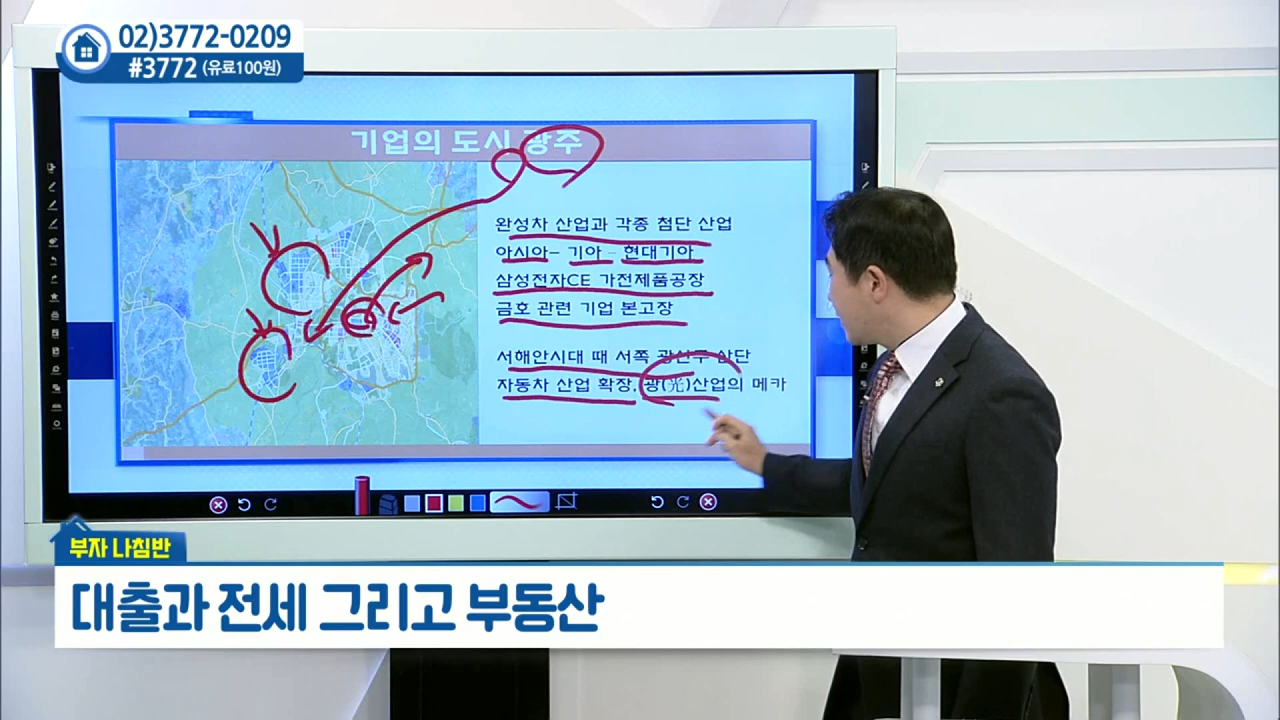 02)3772-0209
#3772 (유료100원)
기업의 도시 광주
완성차 산업과 각종 첨단 산업
아시아- 기아 - 현대기아
삼성전자CE 가전제품공장
금호 관련 기업 본고장
서해안시대 때 서쪽 광산구 산단
자동차 산업 확장, 광(光)산업의 메카
부자 나침반
대출과 전세 그리고 부동산